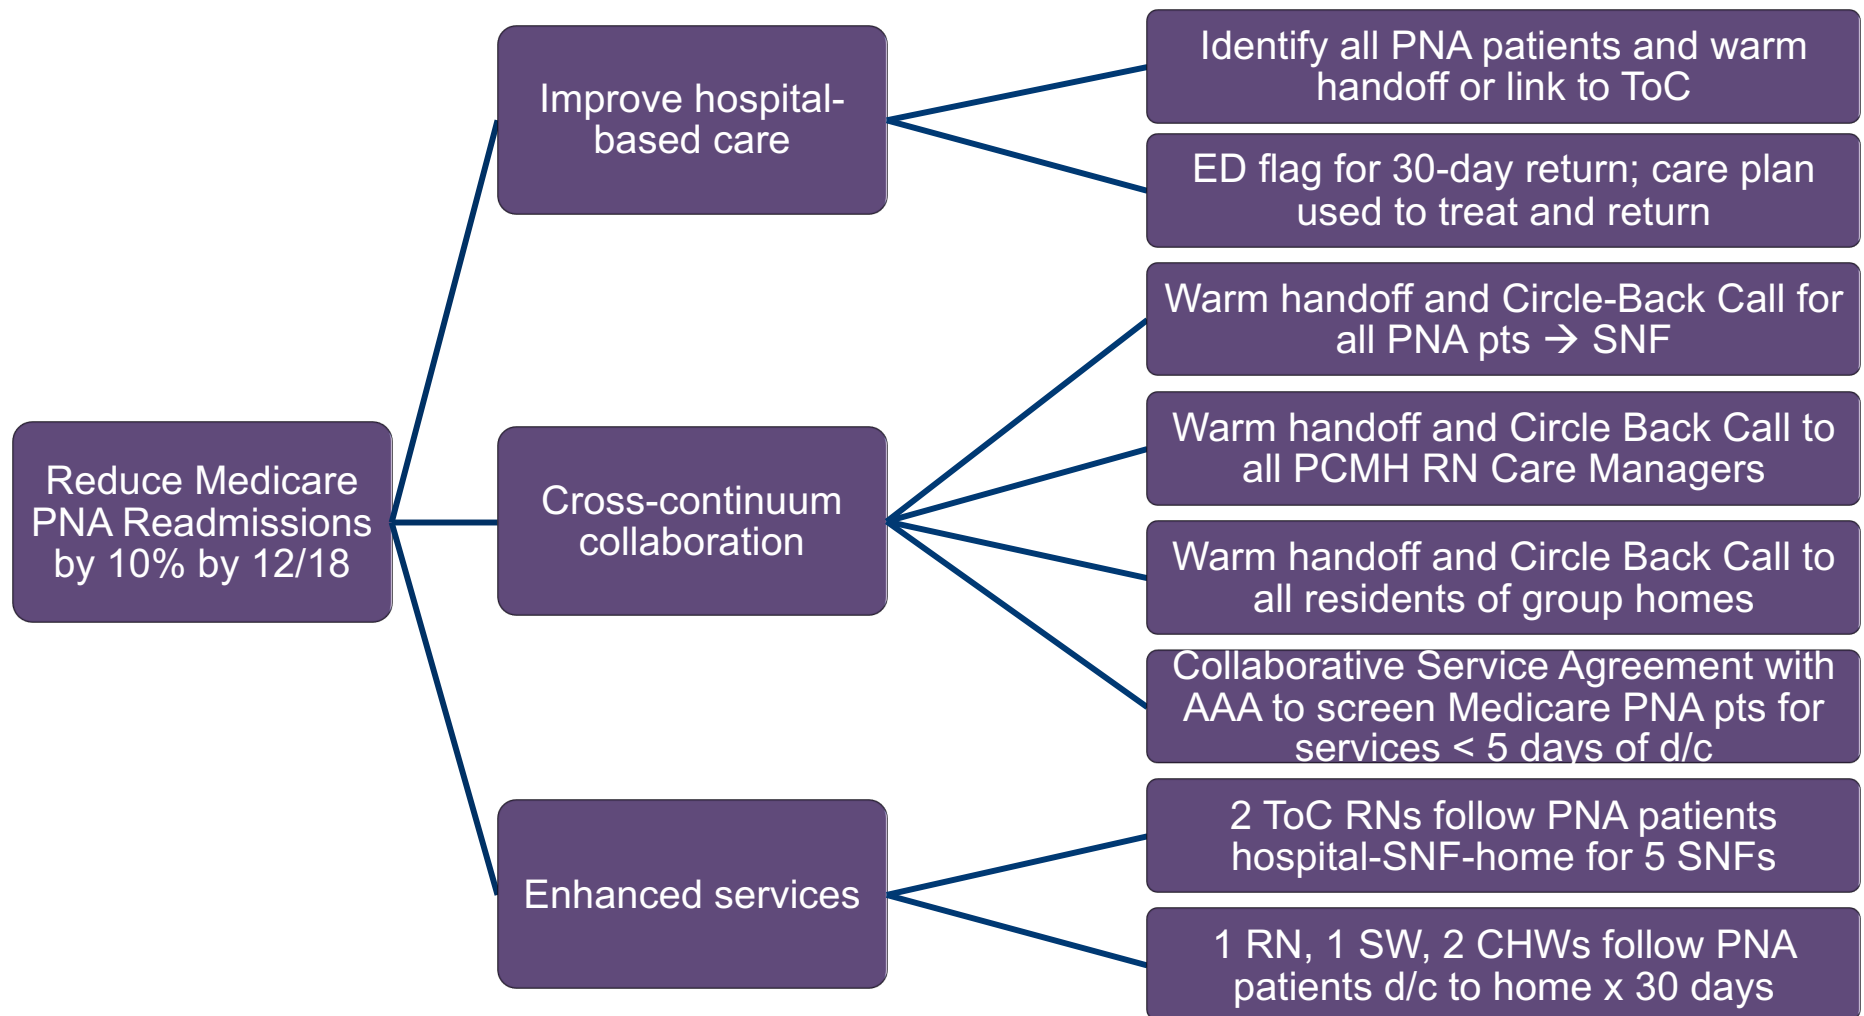 Reduce Medicare
PNA Readmissions
by 10% by 12/18
Improve hospital-
based care
Cross-continuum
collaboration
Enhanced services
Identify all PNA patients and warm
handoff or link to ToC
ED flag for 30-day return; care plan
used to treat and return
Warm handoff and Circle-Back Call for
all PNA pts → SNF
Warm handoff and Circle Back Call to
all PCMH RN Care Managers
Warm handoff and Circle Back Call to
all residents of group homes
Collaborative Service Agreement with
AAA to screen Medicare PNA pts for
services < 5 days of d/c
2 ToC RNs follow PNA patients
hospital-SNF-home for 5 SNFs
1 RN, 1 SW, 2 CHWs follow PNA
patients d/c to home x 30 days